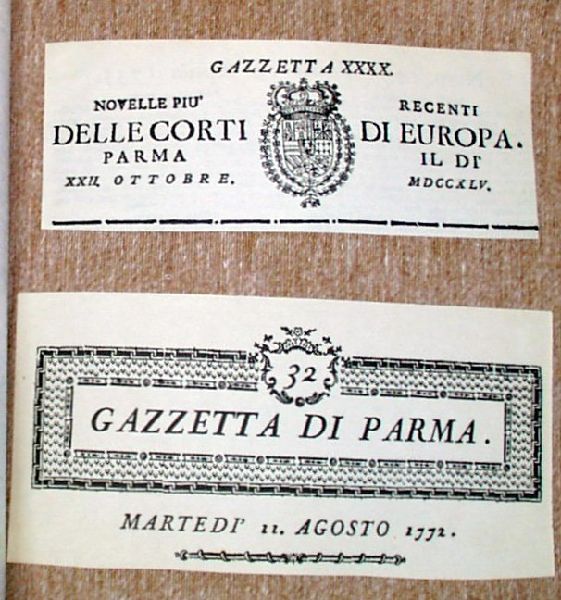 GAZZETTA XXXX.
NOVELLE PIU' RECENTI
DELLE CORTI DI EUROPA.
PARMA IL DI'
XXII. OTTOBRE. MDCCXLV.
32
GAZZETTA DI PARMA.
MARTEDI' 11. AGOSTO 1772.